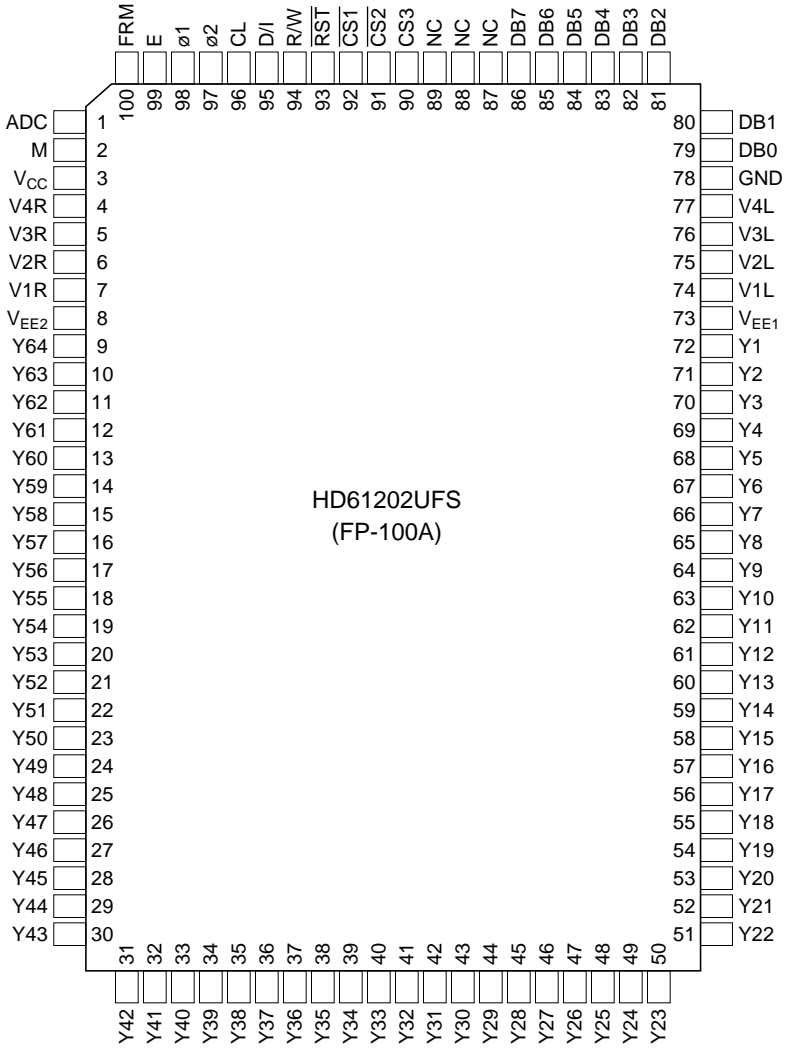 FRM E ø1 ø2 CL D/I R/W RST CS1 CS2 CS3 NC NC NC DB7 DB6 DB5 DB4 DB3 DB2
100 99 98 97 96 95 94 93 92 91 90 89 88 87 86 85 84 83 82 81
ADC 1 80 DB1
M 2 79 DB0
VCC 3 78 GND
V4R 4 77 V4L
V3R 5 76 V3L
V2R 6 75 V2L
V1R 7 74 V1L
VEE2 8 73 VEE1
Y64 9 72 Y1
Y63 10 71 Y2
Y62 11 70 Y3
Y61 12 69 Y4
Y60 13 68 Y5
Y59 14 67 Y6
HD61202UFS
Y58 15 66 Y7
(FP-100A)
Y57 16 65 Y8
Y56 17 64 Y9
Y55 18 63 Y10
Y54 19 62 Y11
Y53 20 61 Y12
Y52 21 60 Y13
Y51 22 59 Y14
Y50 23 58 Y15
Y49 24 57 Y16
Y48 25 56 Y17
Y47 26 55 Y18
Y46 27 54 Y19
Y45 28 53 Y20
Y44 29 52 Y21
Y43 30 51 Y22
31 32 33 34 35 36 37 38 39 40 41 42 43 44 45 46 47 48 49 50
Y42 Y41 Y40 Y39 Y38 Y37 Y36 Y35 Y34 Y33 Y32 Y31 Y30 Y29 Y28 Y27 Y26 Y25 Y24 Y23